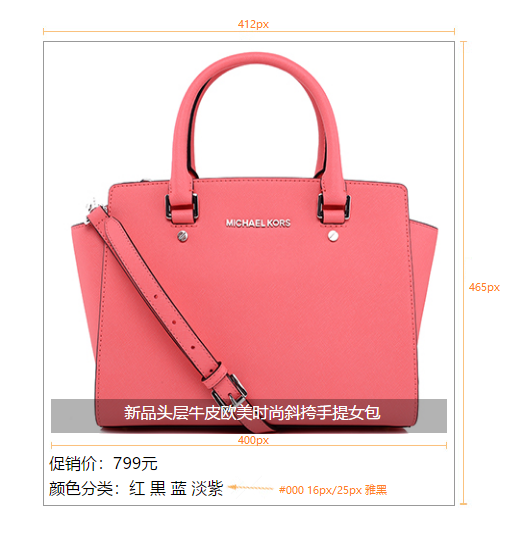 412px
MICHAEL KORS
465px
新品头层牛皮欧美时尚斜挎手提女包
400px
促销价：799元
颜色分类：红 黑 蓝 淡紫
#000 16px/25px 雅黑